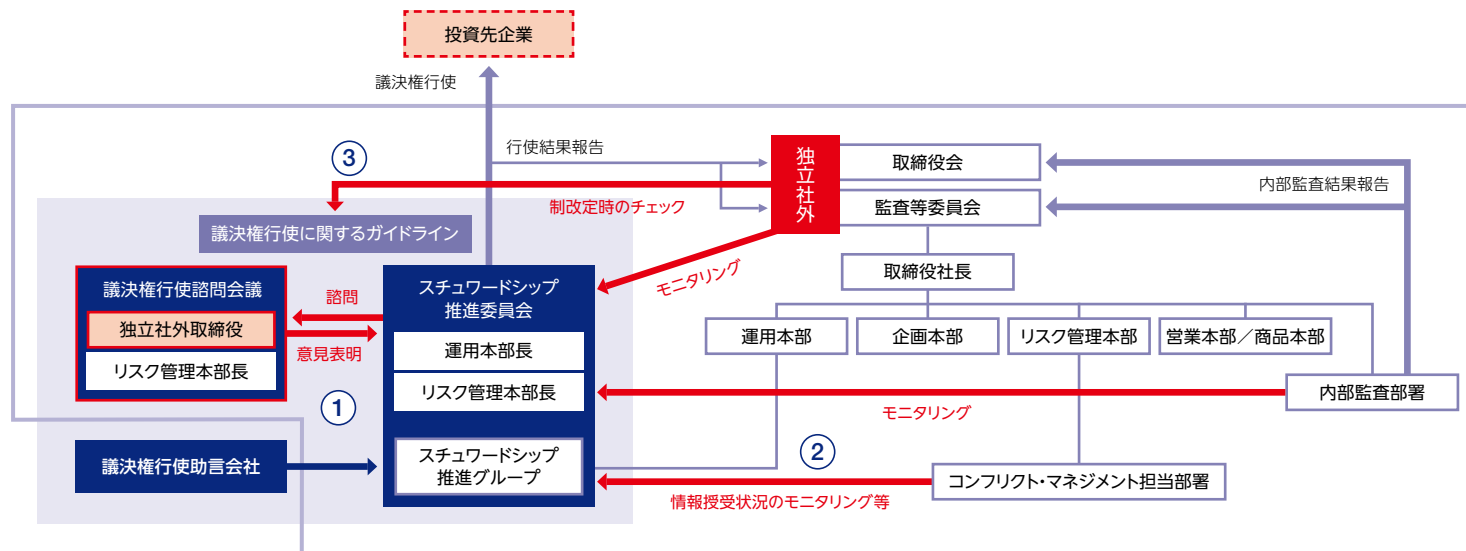 投資先企業
議決権行使
行使結果報告
③
独立社外
取締役会
監査等委員会
内部監査結果報告
制改定時のチェック
議決権行使に関するガイドライン
モニタリング
取締役社長
議決権行使諮問会議
独立社外取締役
リスク管理本部長
諮問
意見表明
スチュワードシップ
推進委員会
運用本部長
リスク管理本部長
運用本部
企画本部
リスク管理本部
営業本部／商品本部
内部監査部署
モニタリング
①
議決権行使助言会社
スチュワードシップ
推進グループ
②
コンフリクト・マネジメント担当部署
情報授受状況のモニタリング等